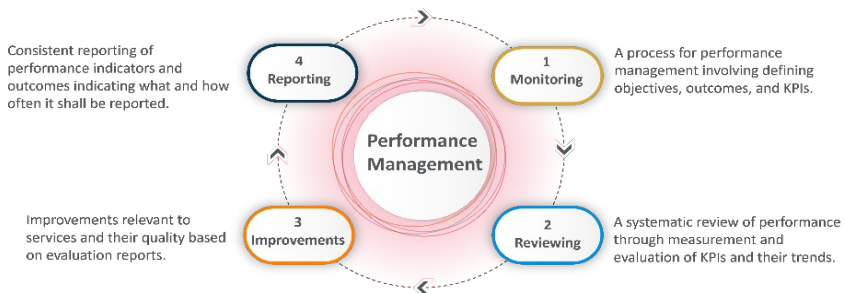 Consistent reporting of
performance indicators and
outcomes indicating what and how
often it shall be reported.
4
Reporting
1
Monitoring
A process for performance
management involving defining
objectives, outcomes, and KPIs.
Performance
Management
Improvements relevant to
services and their quality based
on evaluation reports.
3
Improvements
2
Reviewing
A systematic review of performance
through measurement and
evaluation of KPIs and their trends.